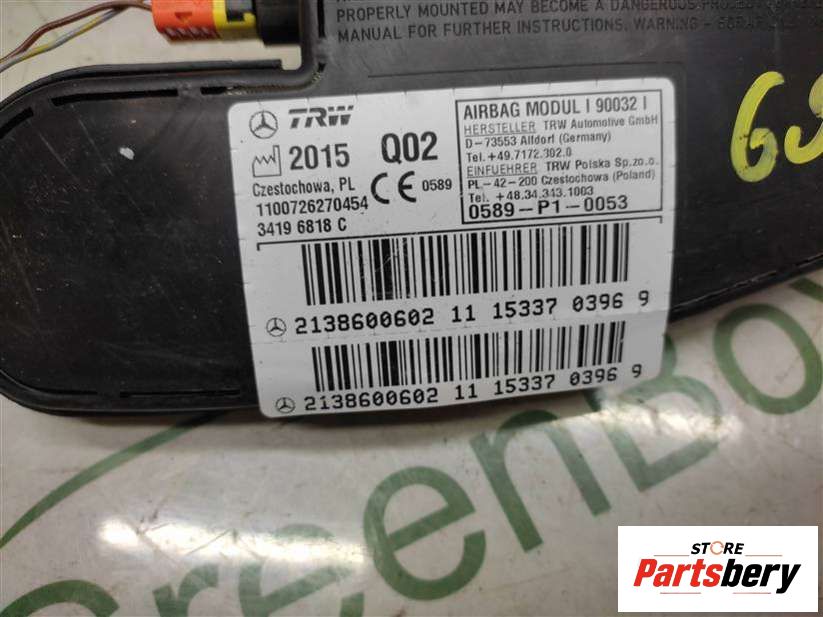 PROPERLY MOUNTED MAY BECOME A DANGEROUS
MANUAL FOR FURTHER INSTRUCTIONS. WARNING -
TRW
2015 Q02
Czestochowa, PL
CE 0589
1100726270454
3419 6818 C
AIRBAG MODUL I 90032 I
HERSTELLER TRW Automotive GmbH
D-73553 Alfdorf (Germany)
Tel.+49.7172.302.0
EINFUEHRER TRW Polska Sp.zo.o.
PL-42-200 Czestochowa (Poland)
Tel. +48.34.343.1003
0589-P1-0053
2138600602 11 15337 0396 9
2138600602 11 15337 0396 9
GreenBo
STORE
Partsbery